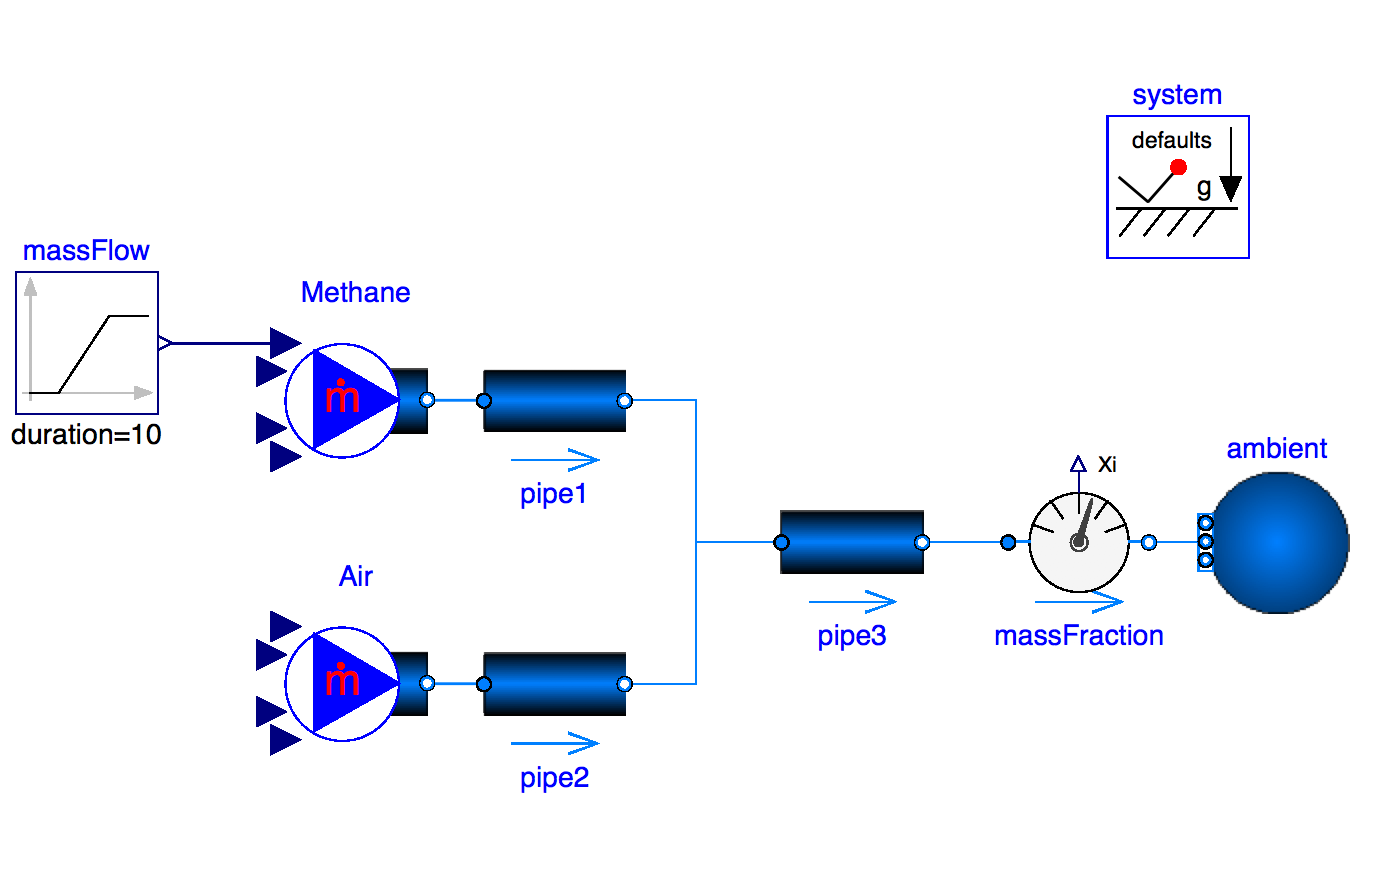 system
defaults
g
massFlow
duration=10
Methane
ṁ
pipe1
Xi
ambient
pipe3
massFraction
Air
ṁ
pipe2